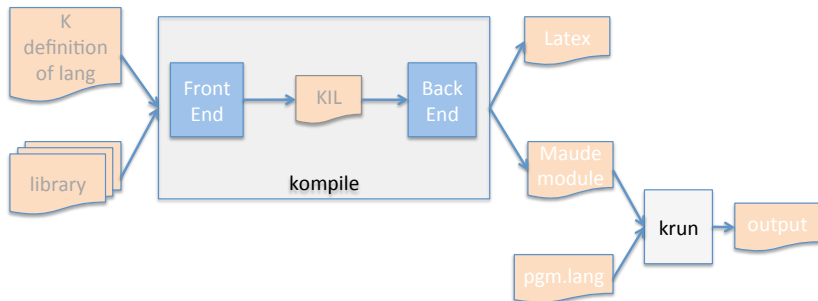 K
definition
of lang
library
Front
End
KIL
Back
End
kompile
Latex
Maude
module
pgm.lang
krun
output